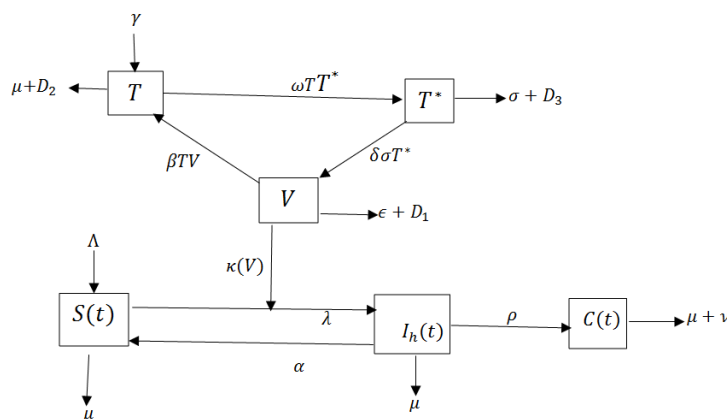 γ
μ+D₂
T
ωTT*
T*
σ + D₃
βTV
δσT*
V
ϵ + D₁
Λ
κ(V)
S(t)
λ
I_h(t)
ρ
C(t)
μ + ν
α
μ
μ